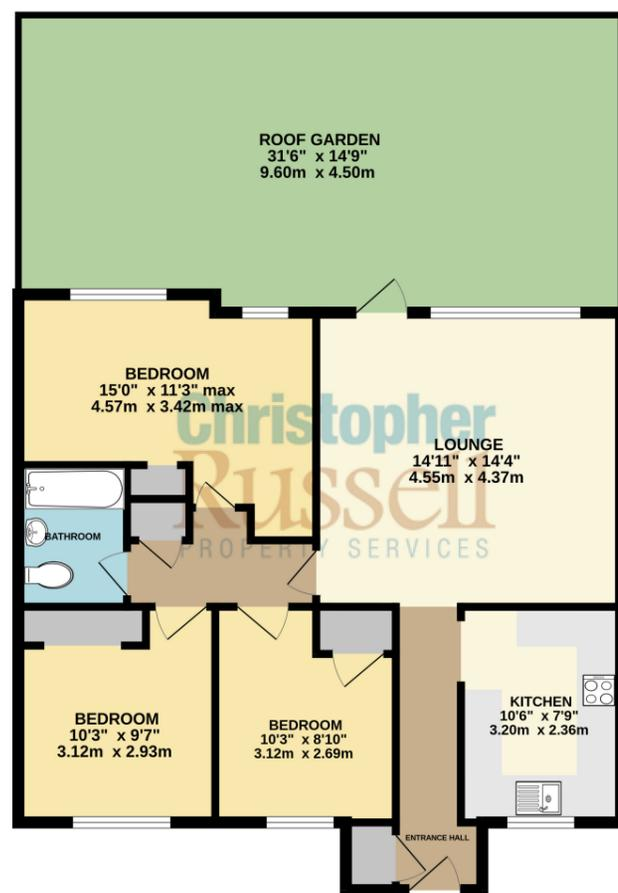 ROOF GARDEN
31'6" x 14'9"
9.60m x 4.50m
BEDROOM
15'0" x 11'3" max
4.57m x 3.42m max
Christopher
Russell
PROPERTY SERVICES
LOUNGE
14'11" x 14'4"
4.55m x 4.37m
BATHROOM
BEDROOM
10'3" x 9'7"
3.12m x 2.93m
BEDROOM
10'3" x 8'10"
3.12m x 2.69m
KITCHEN
10'6" x 7'9"
3.20m x 2.36m
ENTRANCE HALL